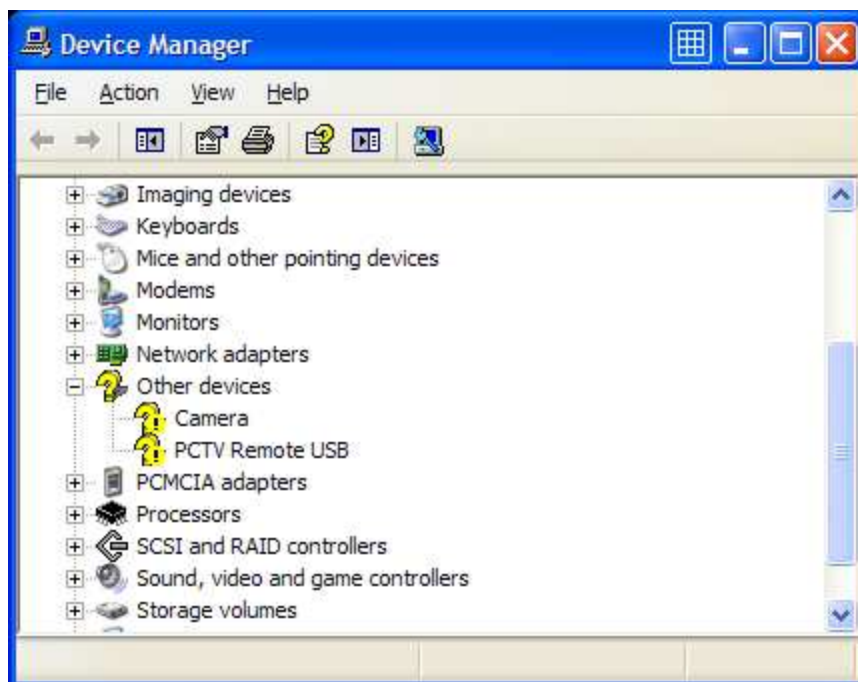 Device Manager
File Action View Help
Imaging devices
Keyboards
Mice and other pointing devices
Modems
Monitors
Network adapters
Other devices
Camera
PCTV Remote USB
PCMCIA adapters
Processors
SCSI and RAID controllers
Sound, video and game controllers
Storage volumes